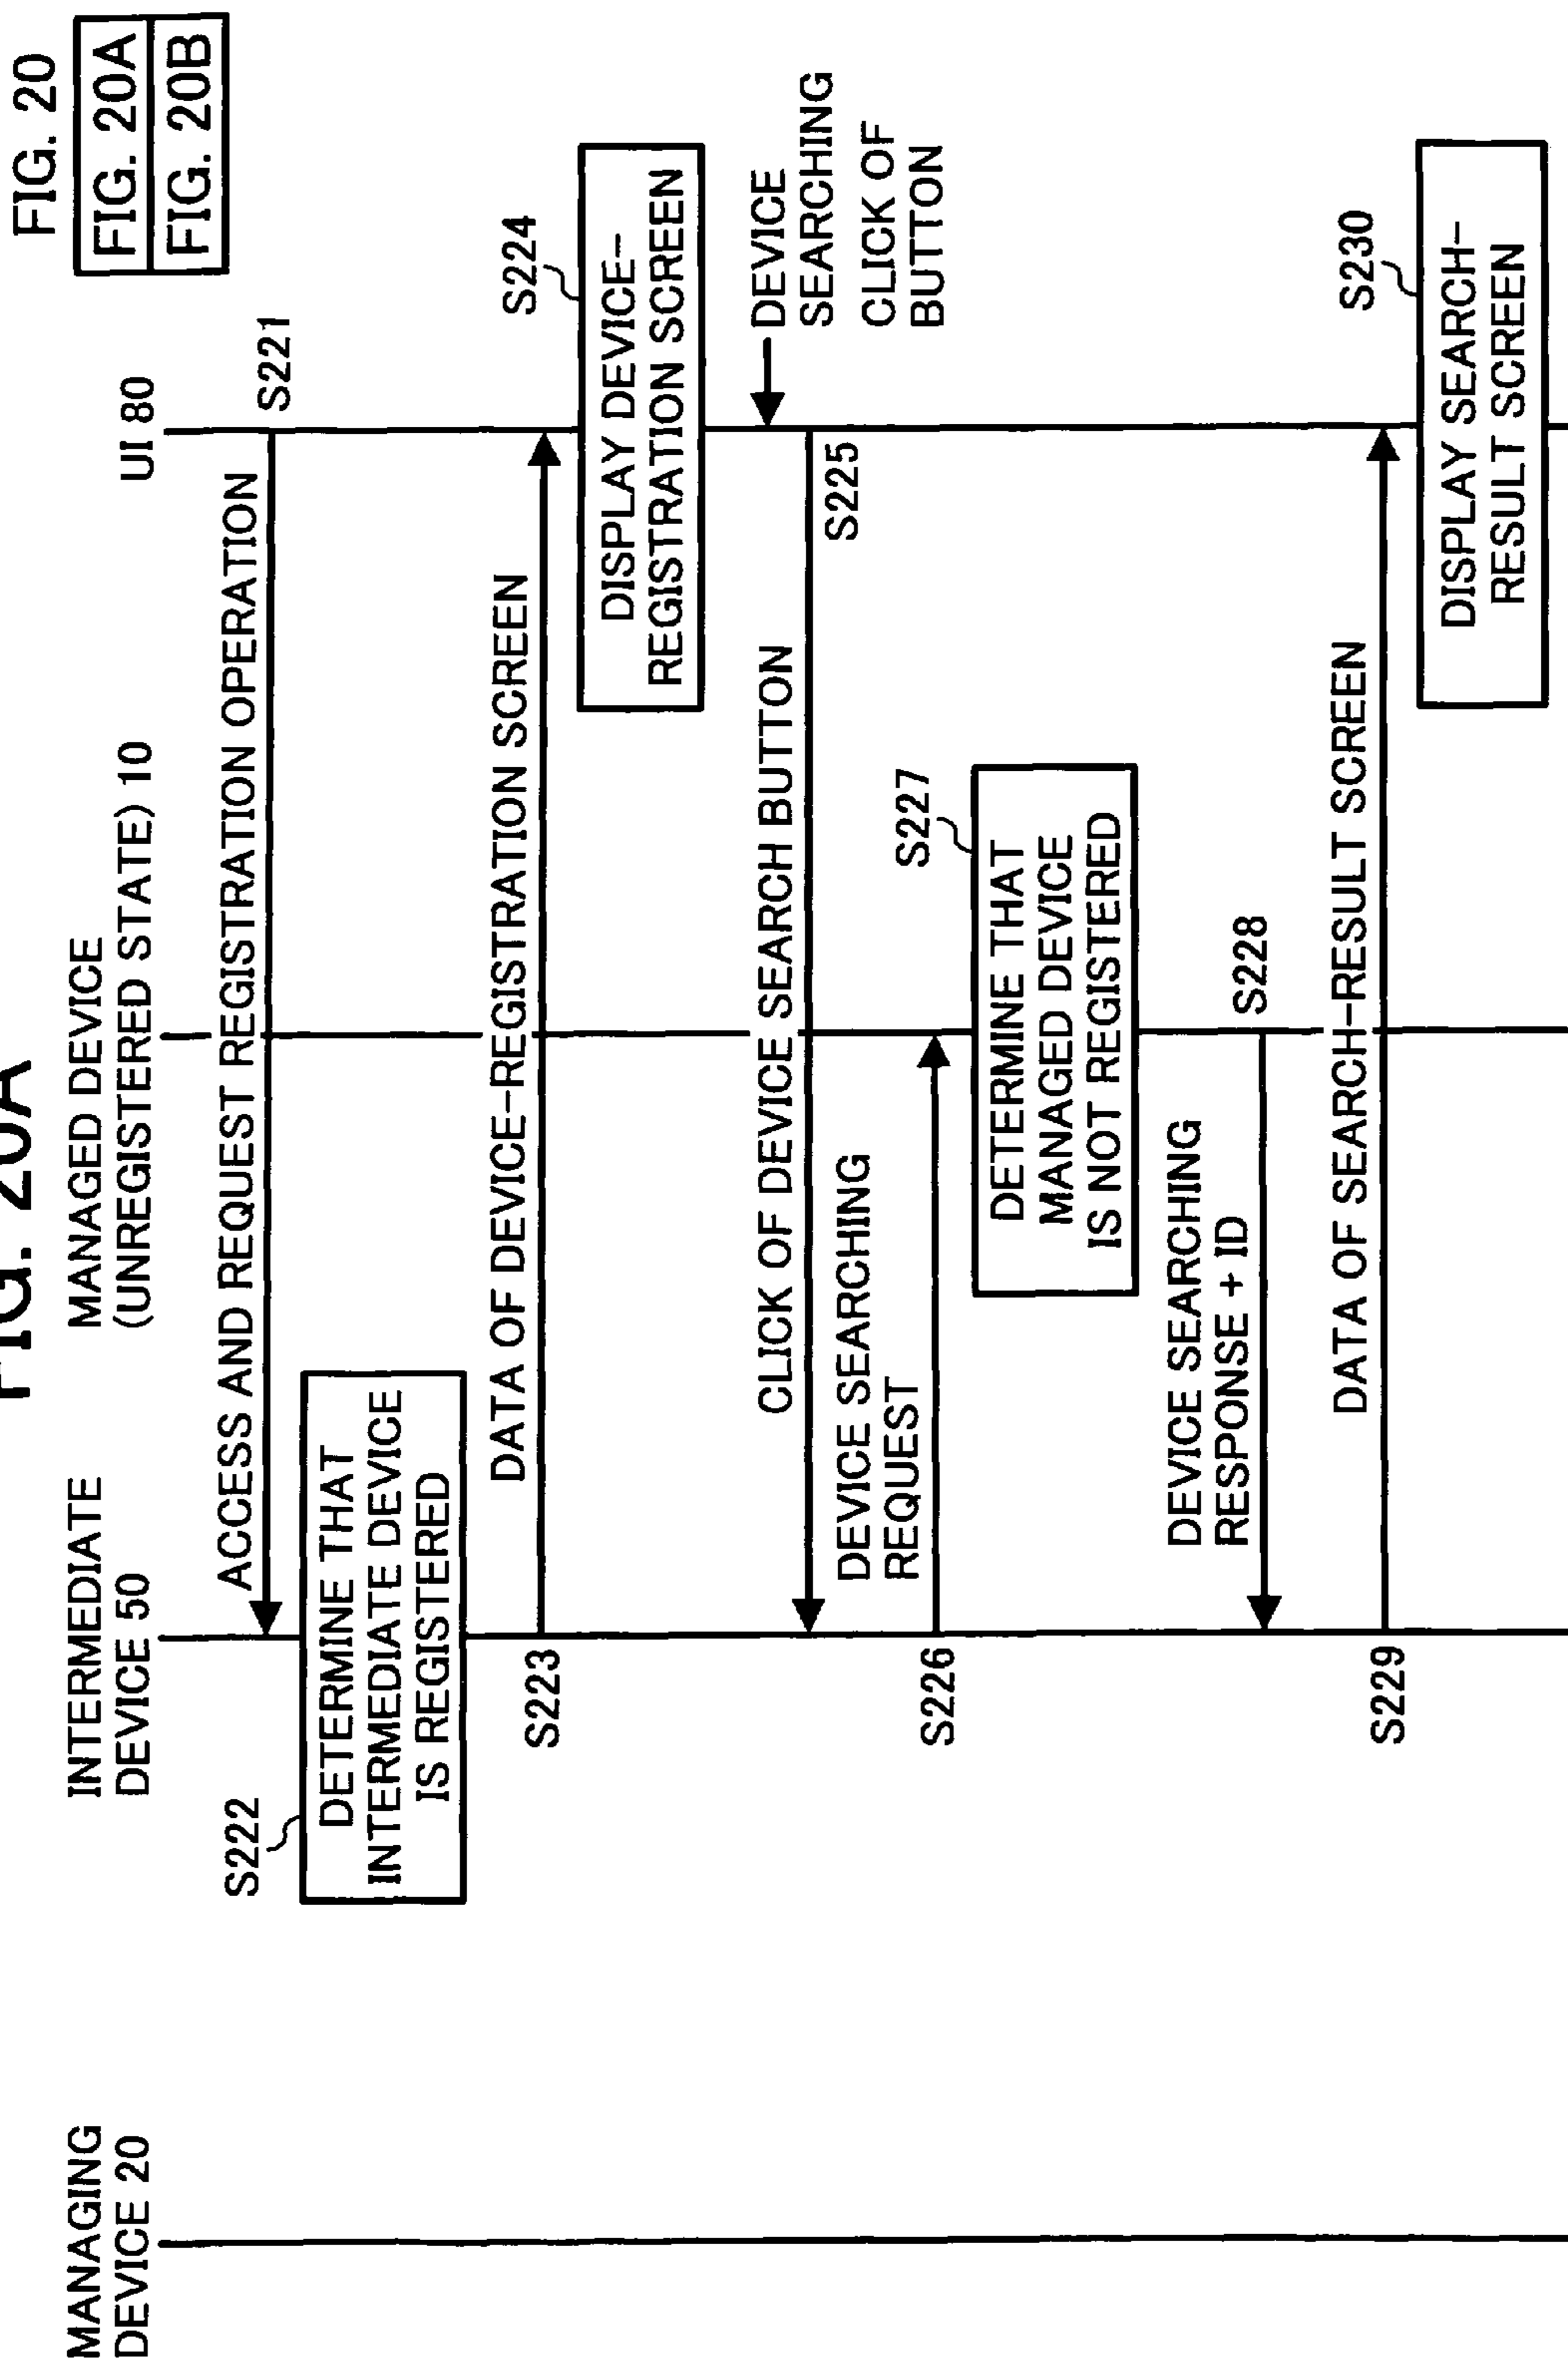 FIG. 20A
FIG. 20
FIG. 20A
FIG. 20B
MANAGING
DEVICE 20
INTERMEDIATE
DEVICE 50
MANAGED DEVICE
(UNREGISTERED STATE) 10
UI 80
ACCESS AND REQUEST REGISTRATION OPERATION
S221
S222
DETERMINE THAT
INTERMEDIATE DEVICE
IS REGISTERED
DATA OF DEVICE-REGISTRATION SCREEN
S223
S224
DISPLAY DEVICE-
REGISTRATION SCREEN
DEVICE
SEARCHING
CLICK OF
BUTTON
CLICK OF DEVICE SEARCH BUTTON
S225
DEVICE SEARCHING
REQUEST
S226
S227
DETERMINE THAT
MANAGED DEVICE
IS NOT REGISTERED
DEVICE SEARCHING
RESPONSE + ID
S228
DATA OF SEARCH-RESULT SCREEN
S229
S230
DISPLAY SEARCH-
RESULT SCREEN